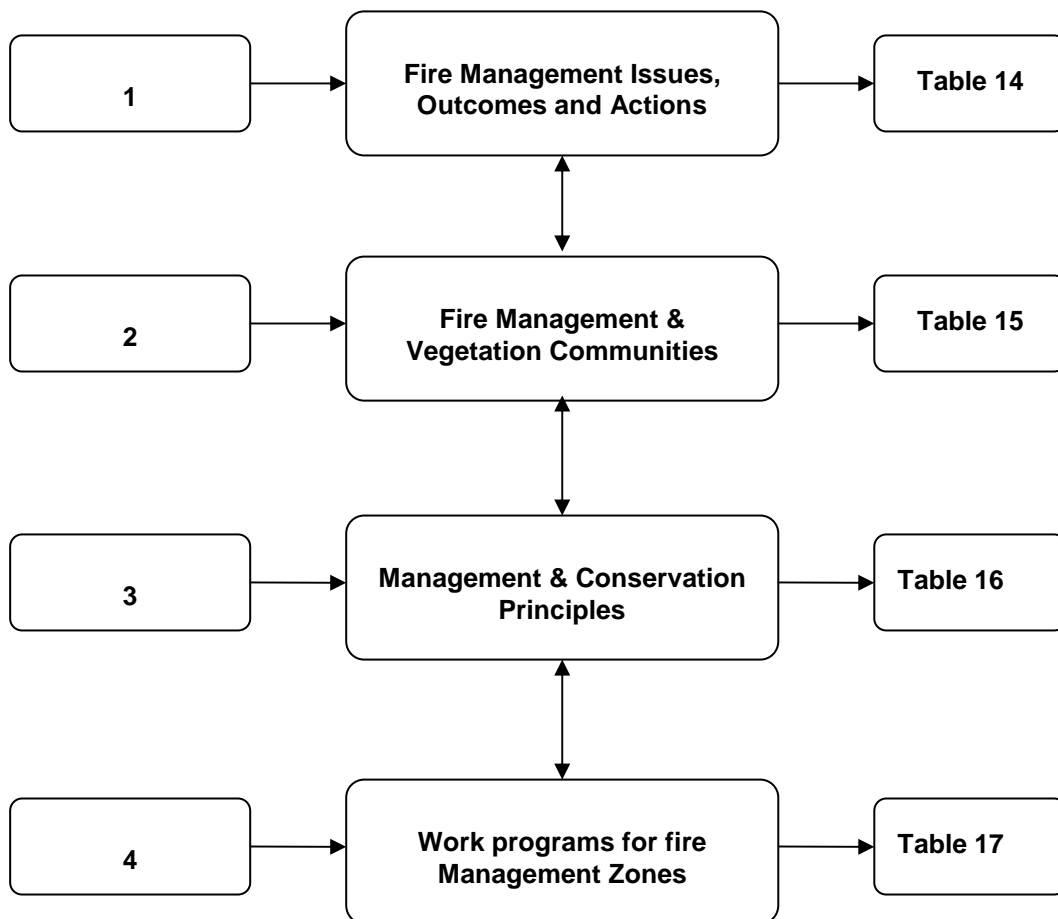 1
Fire Management Issues,
Outcomes and Actions
Table 14
2
Fire Management &
Vegetation Communities
Table 15
3
Management & Conservation
Principles
Table 16
4
Work programs for fire
Management Zones
Table 17